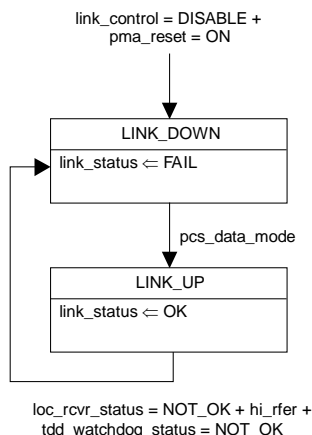 link_control = DISABLE +
pma_reset = ON
LINK_DOWN
link_status ⇐ FAIL
pcs_data_mode
LINK_UP
link_status ⇐ OK
loc_rcvr_status = NOT_OK + hi_rfer +
tdd_watchdog_status = NOT_OK